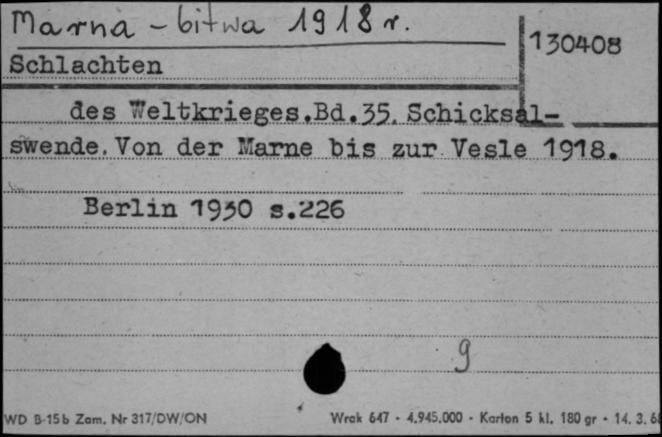 Marna - bitwa 1918 r.
130408
Schlachten
des Weltkrieges.Bd.35. Schicksal-
swende.Von der Marne bis zur Vesle 1918.
Berlin 1930 s.226
9
WD B-15b Zam. Nr 317/DW/ON
Wrak 647 - 4.945.000 - Karton 5 kl. 180 gr - 14. 3. 6